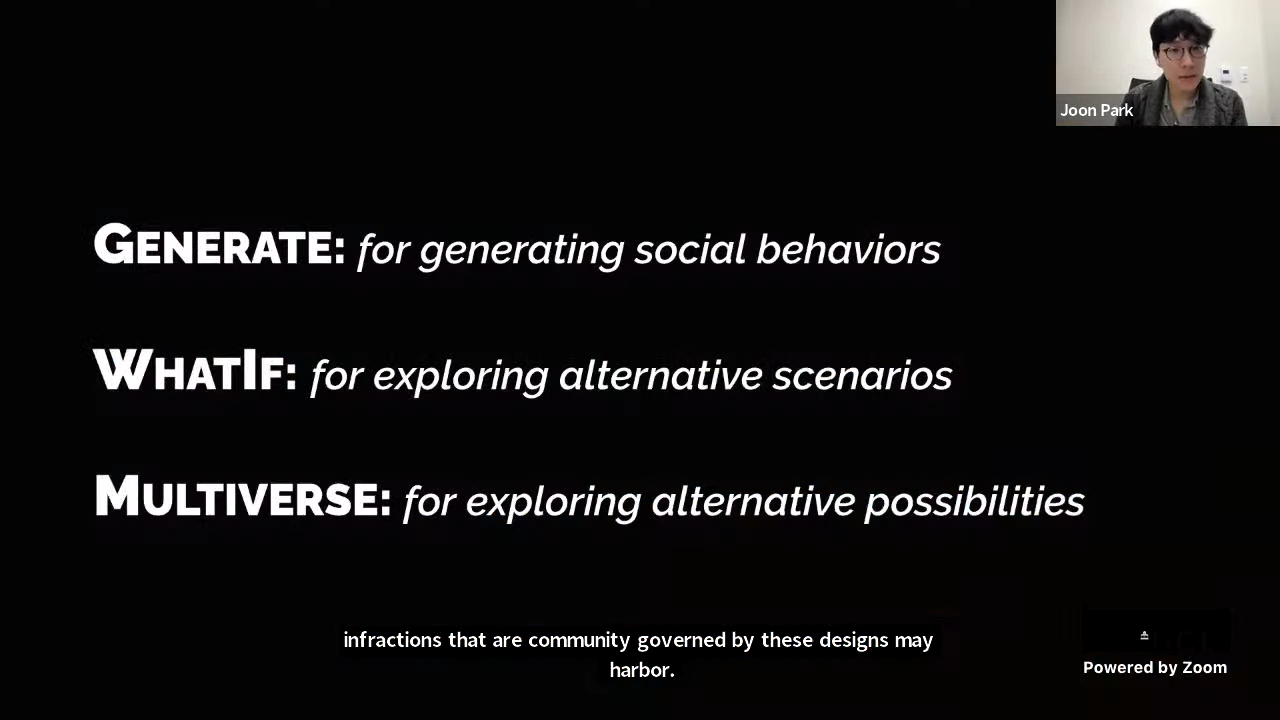 Joon Park
GENERATE: for generating social behaviors
WHATIF: for exploring alternative scenarios
MULTIVERSE: for exploring alternative possibilities
infractions that are community governed by these designs may
harbor.
Powered by Zoom